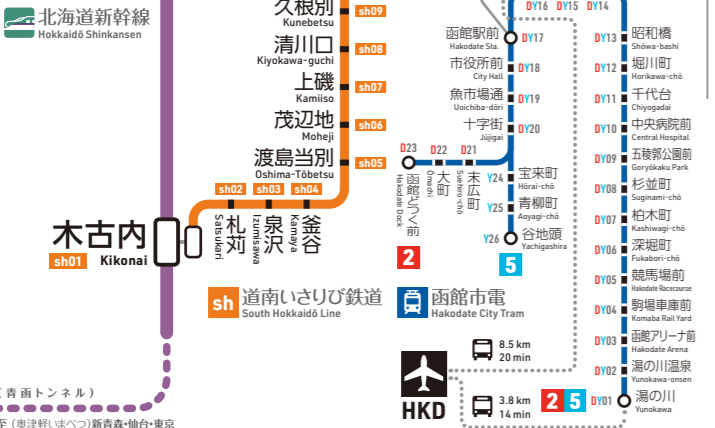 北海道新幹線
Hokkaidō Shinkansen
久根別
Kunebetsu
sh09
清川口
Kiyokawa-guchi
sh08
上磯
Kamiiso
sh07
茂辺地
Moheji
sh06
渡島当別
Oshima-Tōbetsu
sh05
sh02
札苅
Satsukari
sh03
泉沢
Izumisawa
sh04
釜谷
Kamaya
木古内
sh01 Kikonai
sh 道南いさりび鉄道
South Hokkaidō Line
函館市電
Hakodate City Tram
DY16 DY15 DY14
函館駅前
Hakodate Sta.
DY17
市役所前
City Hall
DY18
魚市場通
Uoichiba-dōri
DY19
十字街
Jūjigai
DY20
D23
函館どつく前
Hakodate Dock
D22
大町
Ōmachi
D21
末広町
Suehiro-chō
Y24 宝来町
Hōrai-chō
Y25 青柳町
Aoyagi-chō
Y26 谷地頭
Yachigashira
2
5
DY13 昭和橋
Shōwa-bashi
DY12 堀川町
Horikawa-chō
DY11 千代台
Chiyogadai
DY10 中央病院前
Central Hospital
DY09 五稜郭公園前
Goryōkaku Park
DY08 杉並町
Suginami-chō
DY07 柏木町
Kashiwagi-chō
DY06 深堀町
Fukabori-chō
DY05 競馬場前
Hakodate Racecourse
DY04 駒場車庫前
Komaba Rail Yard
DY03 函館アリーナ前
Hakodate Arena
DY02 湯の川温泉
Yunokawa-onsen
2 5 DY01 湯の川
Yunokawa
8.5 km
20 min
HKD
3.8 km
14 min
(青函トンネル)
至(奥津軽いまべつ)新青森・仙台・東京